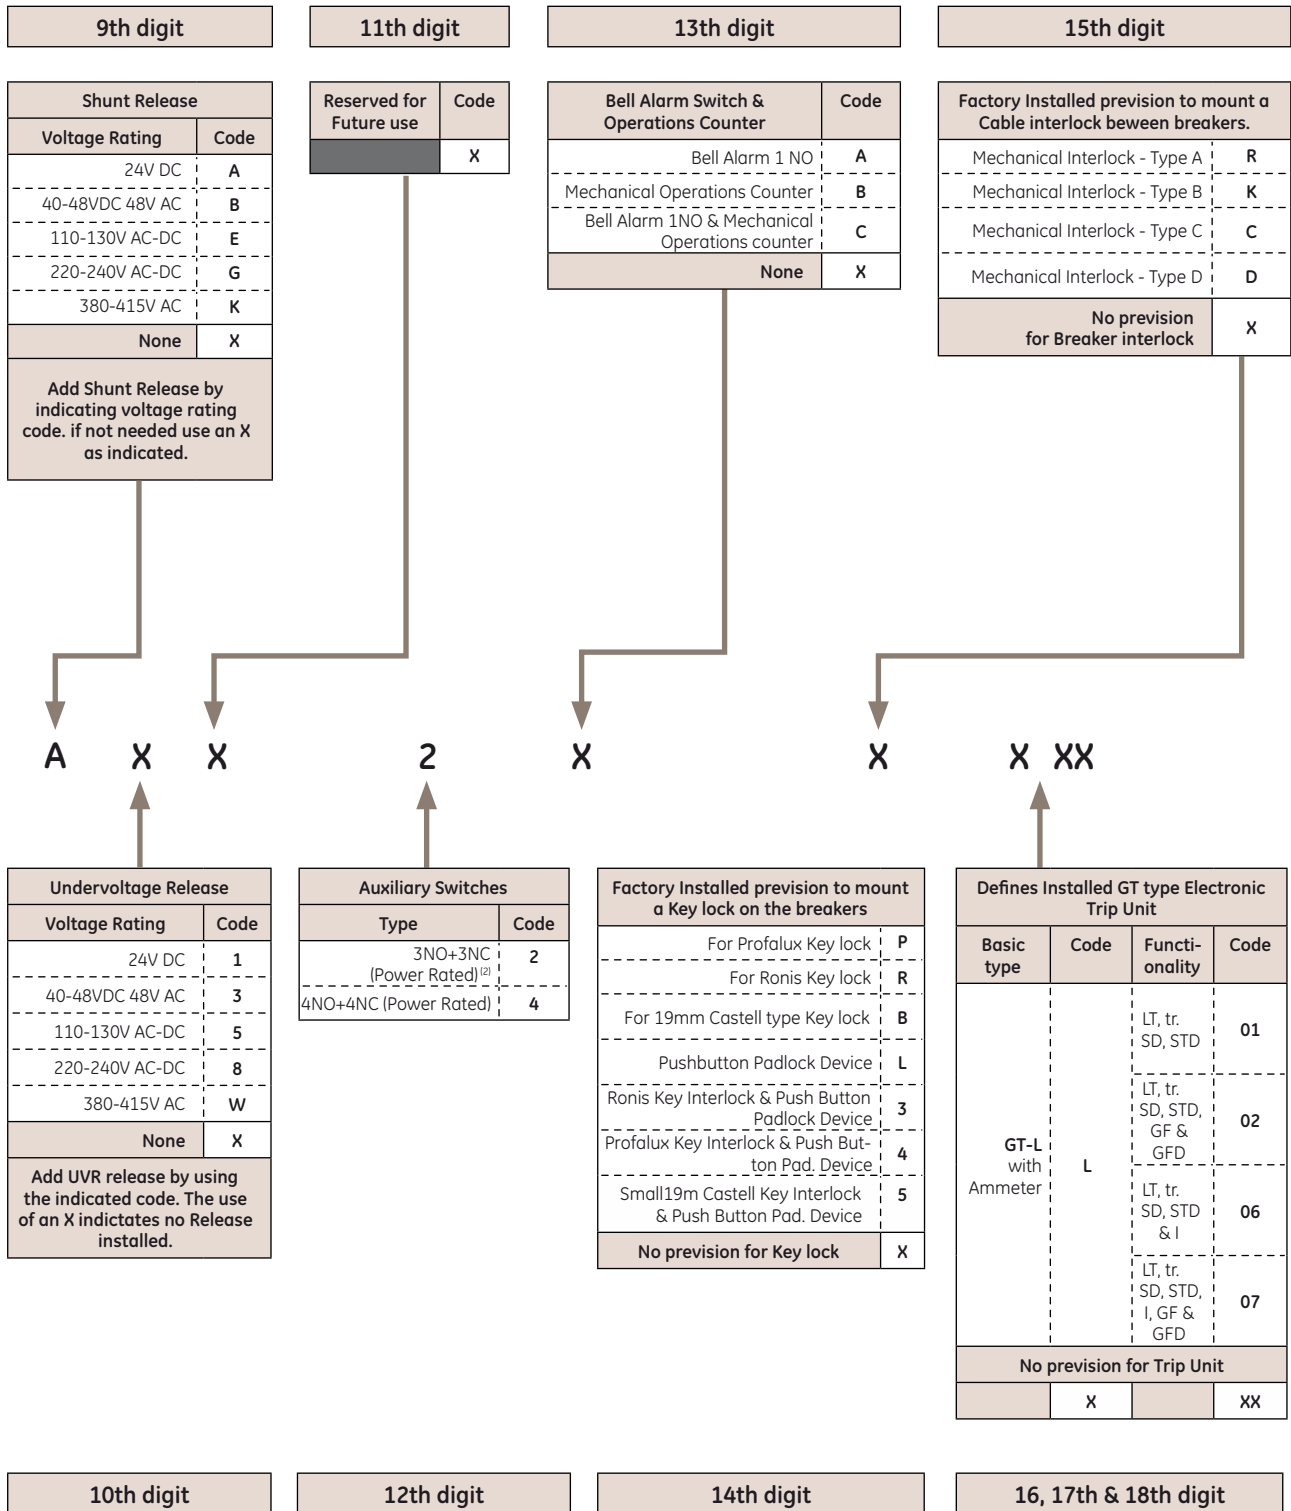 9th digit
11th digit
13th digit
15th digit
Shunt Release
Voltage Rating Code
24V DC A
40-48VDC 48V AC B
110-130V AC-DC E
220-240V AC-DC G
380-415V AC K
None X
Add Shunt Release by
indicating voltage rating
code. if not needed use an X
as indicated.
Reserved for
Future use
Code
X
Bell Alarm Switch &
Operations Counter
Code
Bell Alarm 1 NO A
Mechanical Operations Counter B
Bell Alarm 1NO & Mechanical
Operations counter
C
None X
Factory Installed prevision to mount a
Cable interlock beween breakers.
Mechanical Interlock - Type A R
Mechanical Interlock - Type B K
Mechanical Interlock - Type C C
Mechanical Interlock - Type D D
No prevision
for Breaker interlock
X
A X X 2 X X X XX
Undervoltage Release
Voltage Rating Code
24V DC 1
40-48VDC 48V AC 3
110-130V AC-DC 5
220-240V AC-DC 8
380-415V AC W
None X
Add UVR release by using
the indicated code. The use
of an X indictates no Release
installed.
Auxiliary Switches
Type Code
3NO+3NC
(Power Rated) (2)
2
4NO+4NC (Power Rated) 4
Factory Installed prevision to mount
a Key lock on the breakers
For Profalux Key lock P
For Ronis Key lock R
For 19mm Castell type Key lock B
Pushbutton Padlock Device L
Ronis Key Interlock & Push Button
Padlock Device
3
Profalux Key Interlock & Push But-
ton Pad. Device
4
Small19m Castell Key Interlock
& Push Button Pad. Device
5
No prevision for Key lock X
Defines Installed GT type Electronic
Trip Unit
Basic
type
Code
Functi-
onality
Code
GT-L
with
Ammeter
L
LT, tr.
SD, STD
01
LT, tr.
SD, STD,
GF &
GFD
02
LT, tr.
SD, STD
& I
06
LT, tr.
SD, STD,
I, GF &
GFD
07
No prevision for Trip Unit
X XX
10th digit
12th digit
14th digit
16, 17th & 18th digit